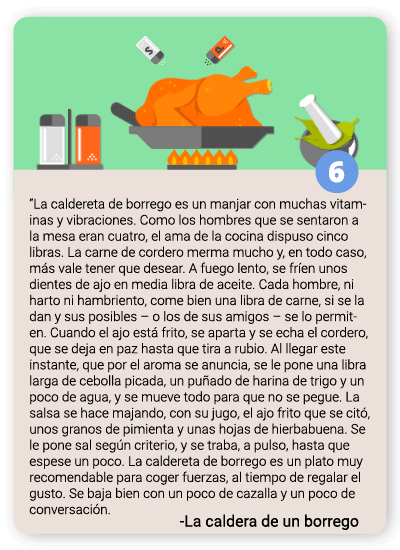 S
P
6
“La caldereta de borrego es un manjar con muchas vitam-
inas y vibraciones. Como los hombres que se sentaron a
la mesa eran cuatro, el ama de la cocina dispuso cinco
libras. La carne de cordero merma mucho y, en todo caso,
más vale tener que desear. A fuego lento, se fríen unos
dientes de ajo en media libra de aceite. Cada hombre, ni
harto ni hambriento, come bien una libra de carne, si se la
dan y sus posibles – o los de sus amigos – se lo permit-
en. Cuando el ajo está frito, se aparta y se echa el cordero,
que se deja en paz hasta que tira a rubio. Al llegar este
instante, que por el aroma se anuncia, se le pone una libra
larga de cebolla picada, un puñado de harina de trigo y un
poco de agua, y se mueve todo para que no se pegue. La
salsa se hace majando, con su jugo, el ajo frito que se citó,
unos granos de pimienta y unas hojas de hierbabuena. Se
le pone sal según criterio, y se traba, a pulso, hasta que
espese un poco. La caldereta de borrego es un plato muy
recomendable para coger fuerzas, al tiempo de regalar el
gusto. Se baja bien con un poco de cazalla y un poco de
conversación.
-La caldera de un borrego